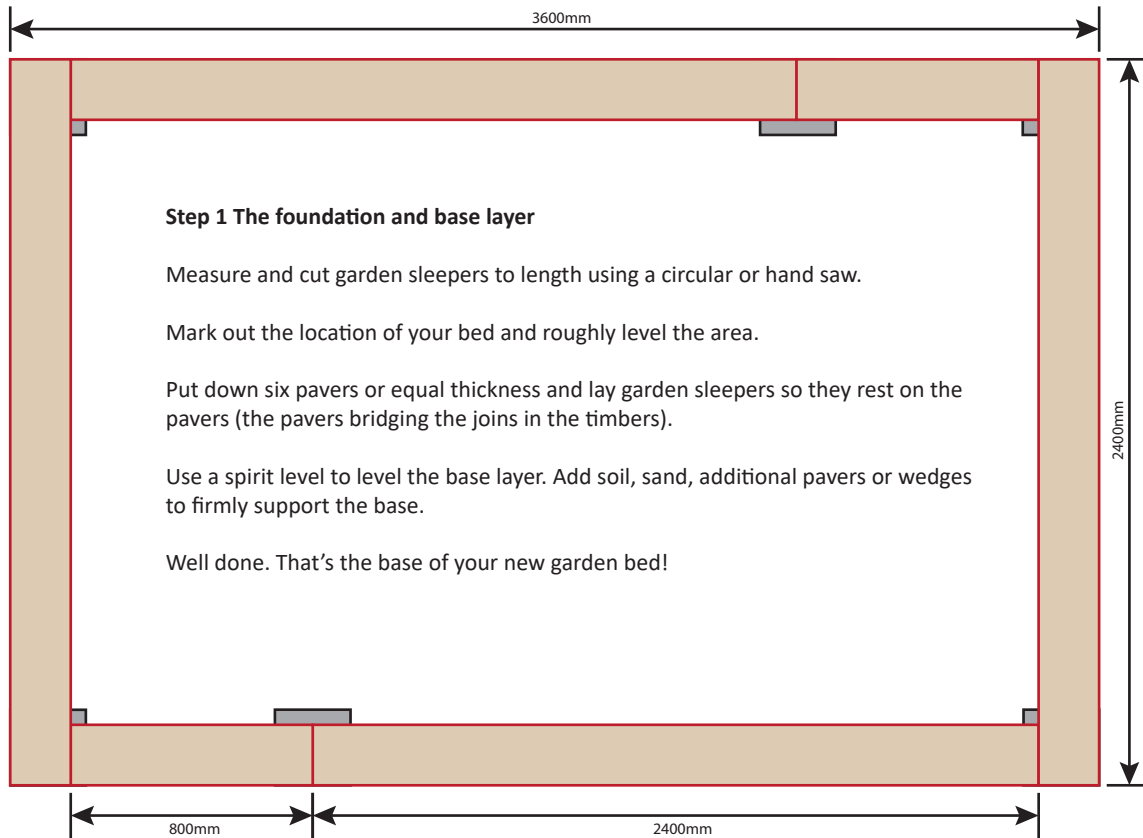 3600mm
Step 1 The foundation and base layer
Measure and cut garden sleepers to length using a circular or hand saw.
Mark out the location of your bed and roughly level the area.
Put down six pavers or equal thickness and lay garden sleepers so they rest on the
pavers (the pavers bridging the joins in the timbers).
2400mm
Use a spirit level to level the base layer. Add soil, sand, additional pavers or wedges
to firmly support the base.
Well done. That’s the base of your new garden bed!
800mm
2400mm